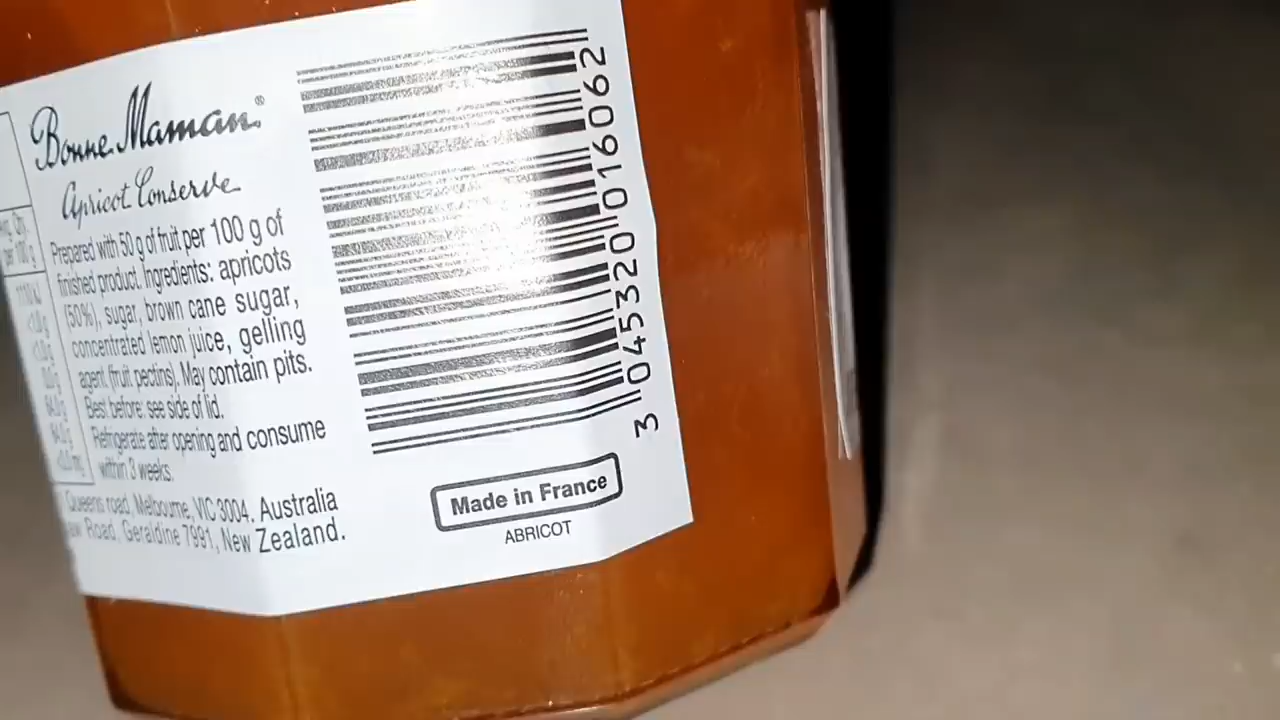 Bonne Maman®
Apricot Conserve
Prepared with 50 g of fruit per 100 g of
finished product. Ingredients: apricots
(50%), sugar, brown cane sugar,
concentrated lemon juice, gelling
agent (fruit pectins). May contain pits.
Best before: see side of lid.
Refrigerate after opening and consume
within 3 weeks.
Queens road, Melbourne, VIC 3004. Australia
Road, Geraldine 7991, New Zealand.
per 100 g
3 045320 016062
Made in France
ABRICOT